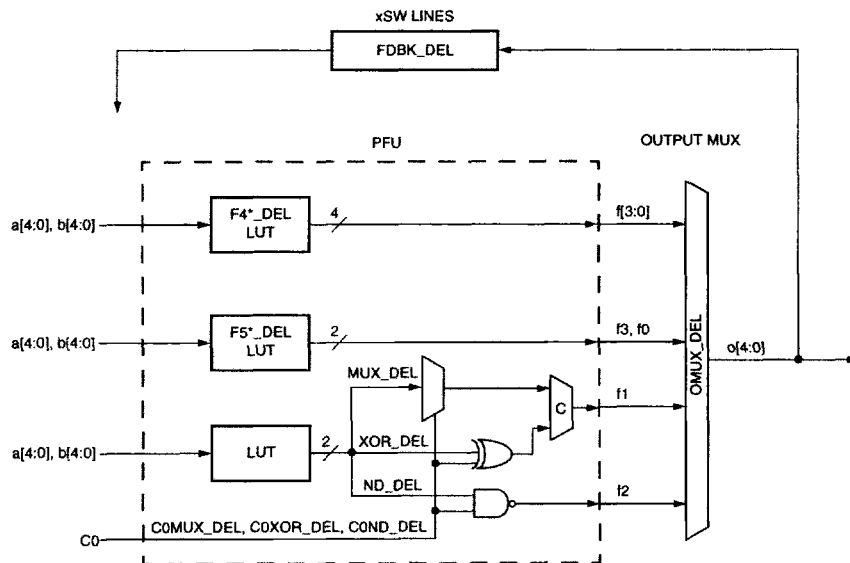 xSW LINES
FDBK_DEL
PFU
OUTPUT MUX
a[4:0], b[4:0]
F4*_DEL
LUT
4
f[3:0]
a[4:0], b[4:0]
F5*_DEL
LUT
2
f3, f0
OMUX_DEL
o[4:0]
MUX_DEL
C
f1
a[4:0], b[4:0]
LUT
2
XOR_DEL
ND_DEL
f2
C0
C0MUX_DEL, C0XOR_DEL, C0ND_DEL